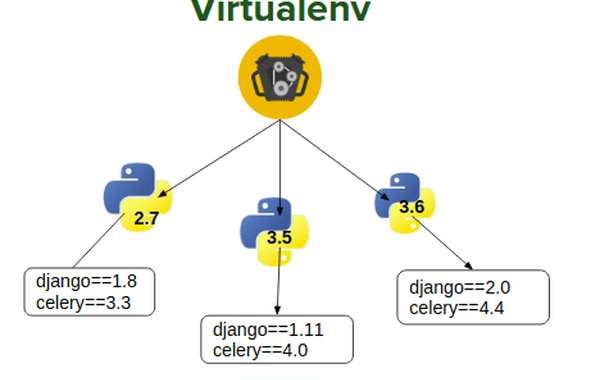 Virtualenv
2.7
3.5
3.6
django==1.8
celery==3.3
django==1.11
celery==4.0
django==2.0
celery==4.4